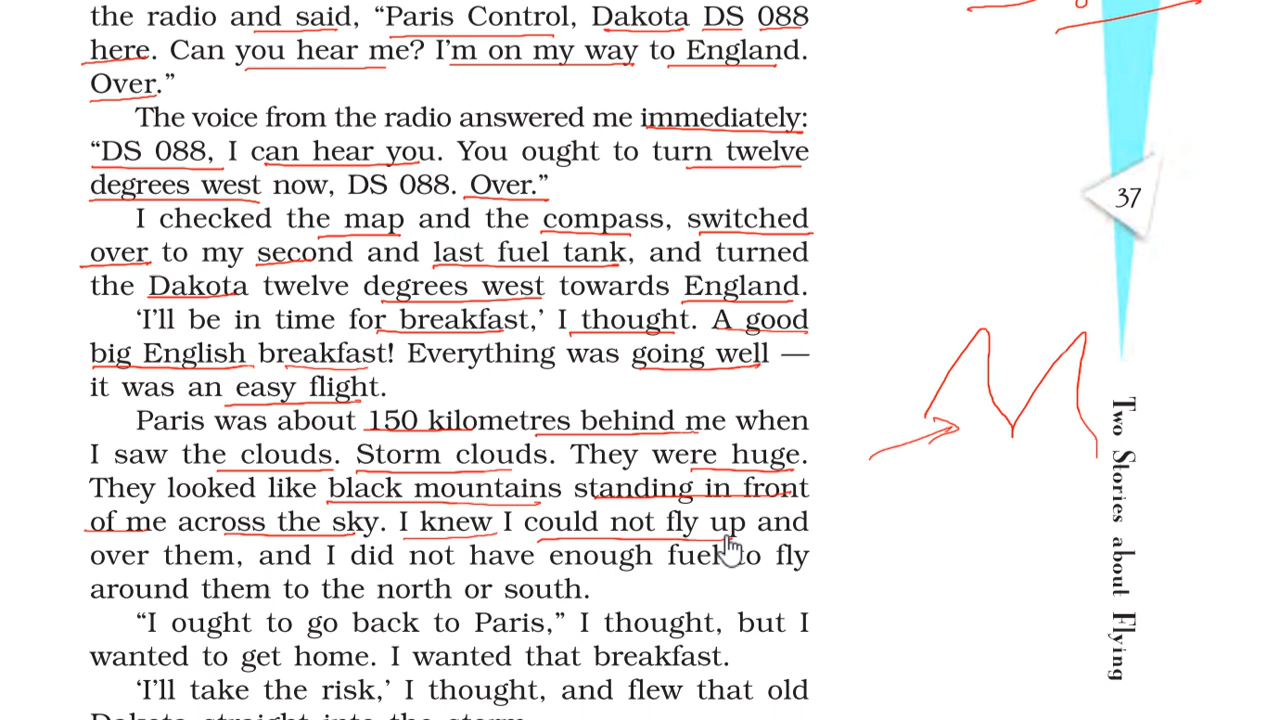 the radio and said, “Paris Control, Dakota DS 088
here. Can you hear me? I’m on my way to England.
Over.”
The voice from the radio answered me immediately:
“DS 088, I can hear you. You ought to turn twelve
degrees west now, DS 088. Over.”
I checked the map and the compass, switched
over to my second and last fuel tank, and turned
the Dakota twelve degrees west towards England.
‘I’ll be in time for breakfast,’ I thought. A good
big English breakfast! Everything was going well —
it was an easy flight.
Paris was about 150 kilometres behind me when
I saw the clouds. Storm clouds. They were huge.
They looked like black mountains standing in front
of me across the sky. I knew I could not fly up and
over them, and I did not have enough fuel to fly
around them to the north or south.
“I ought to go back to Paris,” I thought, but I
wanted to get home. I wanted that breakfast.
‘I’ll take the risk,’ I thought, and flew that old
Dakota straight into the storm.
37
Two Stories about Flying